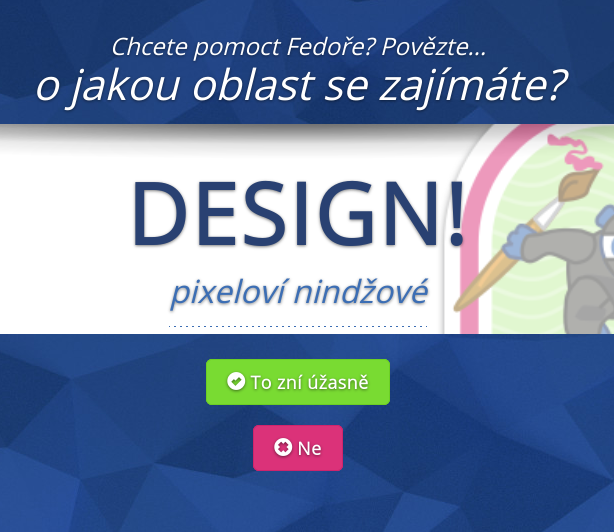 Chcete pomoct Fedoře? Povězte...
o jakou oblast se zajímáte?
DESIGN!
pixeloví nindžové
To zní úžasně
Ne